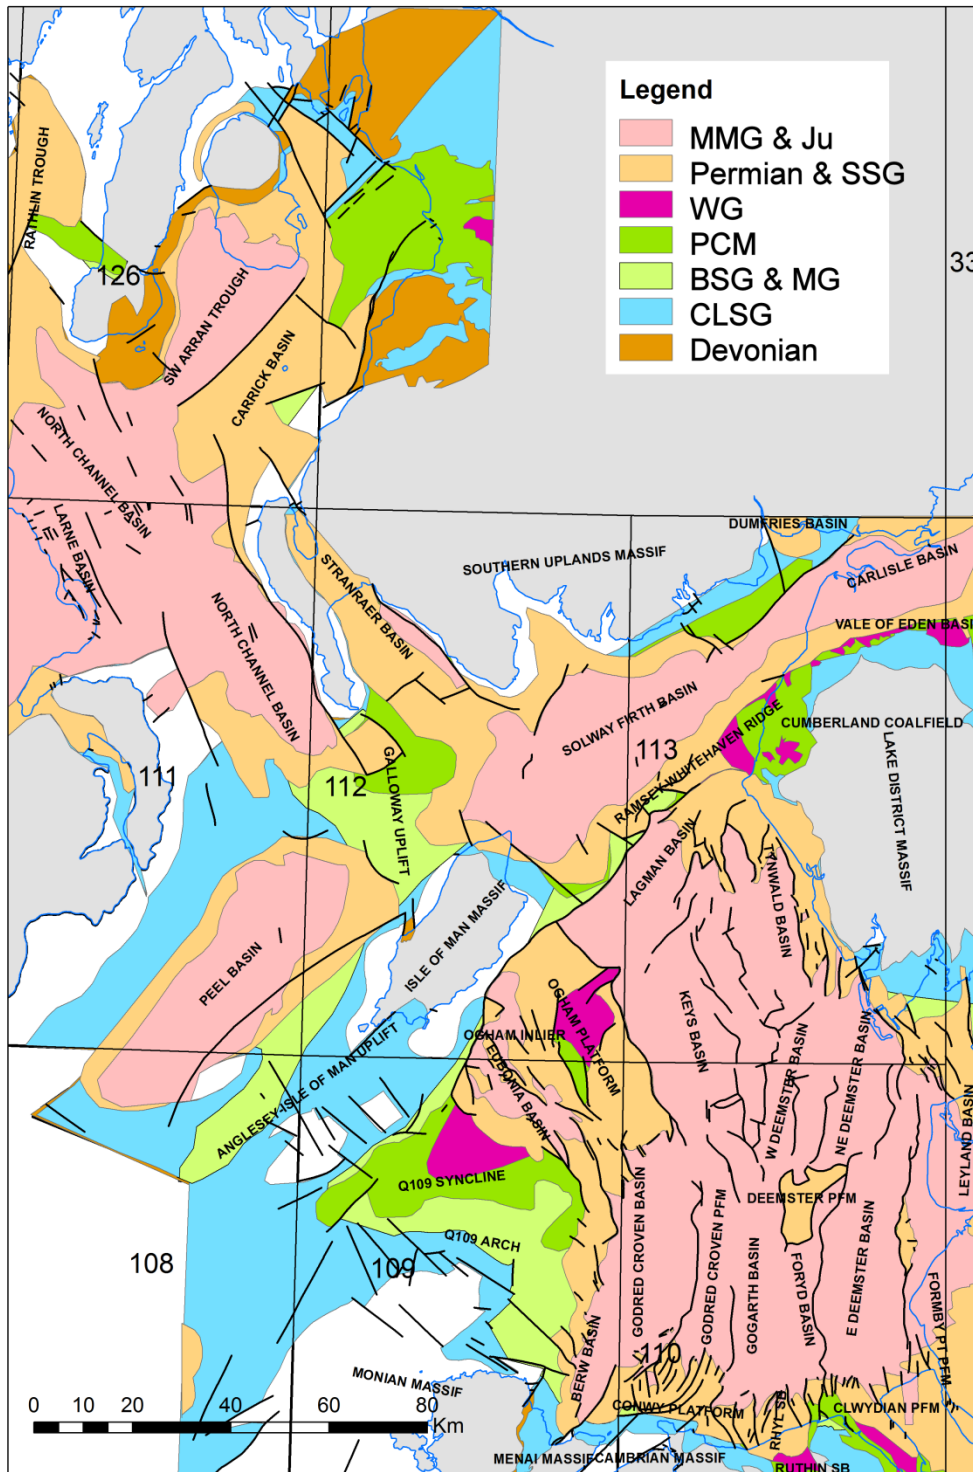 Legend
MMG & Ju
Permian & SSG
WG
PCM
BSG & MG
CLSG
Devonian
RATHLIN TROUGH
126
33
SW ARRAN TROUGH
CARRICK BASIN
NORTH CHANNEL BASIN
LARNE BASIN
DUMFRIES BASIN
SOUTHERN UPLANDS MASSIF
CARLISLE BASIN
STRANRAER BASIN
NORTH CHANNEL BASIN
VALE OF EDEN BASI
SOLWAY FIRTH BASIN
CUMBERLAND COALFIELD
111
112
113
GALLOWAY UPLIFT
RAMSEY-WHITEHAVEN RIDGE
LAKE DISTRICT MASSIF
LAGMAN BASIN
TYNWALD BASIN
PEEL BASIN
ISLE OF MAN MASSIF
OGHAM INLIER
OGHAM PLATFORM
KEYS BASIN
EUBONIA BASIN
ANGLESEY-ISLE OF MAN UPLIFT
W DEEMSTER BASIN
NE DEEMSTER BASIN
LEYLAND BASIN
Q109 SYNCLINE
DEEMSTER PFM
Q109 ARCH
108
109
GODRED CROVEN BASIN
GODRED CROVEN PFM
GOGARTH BASIN
FORYD BASIN
E DEEMSTER BASIN
FORMBY PT PFM
110
BERW BASIN
MONIAN MASSIF
CONWY PLATFORM
RHYL SB
CLWYDIAN PFM
0 20 40 60 80
Km
MENAI MASSIF
CAMBRIAN MASSIF
RUTHIN SB